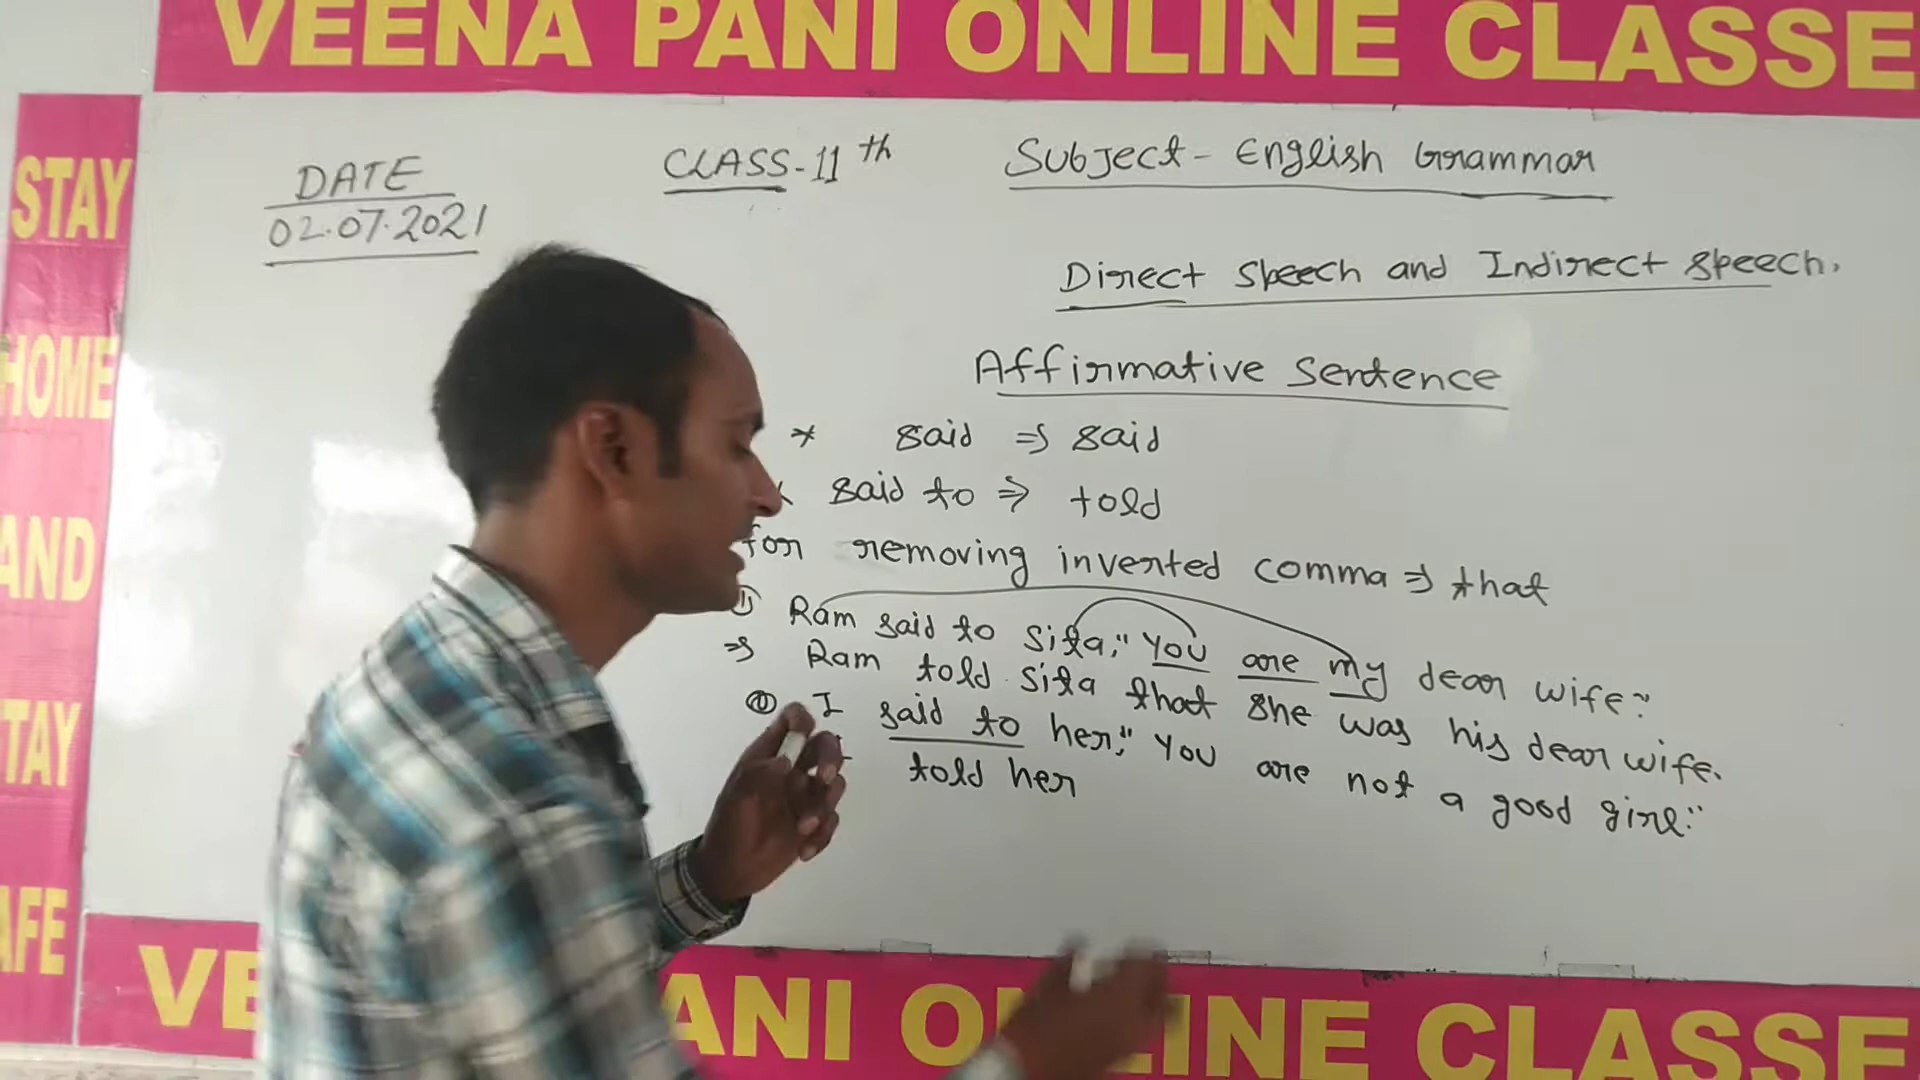 VEENA PANI ONLINE CLASSE
STAY
HOME
AND
STAY
AFE
DATE
02.07.2021
CLASS-11th
Subject - English Grammar
Direct Speech and Indirect Speech.
Affirmative Sentence
* said ⇒ said
said to ⇒ told
for removing inverted comma ⇒ that
① Ram said to Sita," You are my dear wife."
⇒ Ram told Sita that she was his dear wife.
I said to her," You are not a good girl."
I told her
VE ANI ONLINE CLASSE